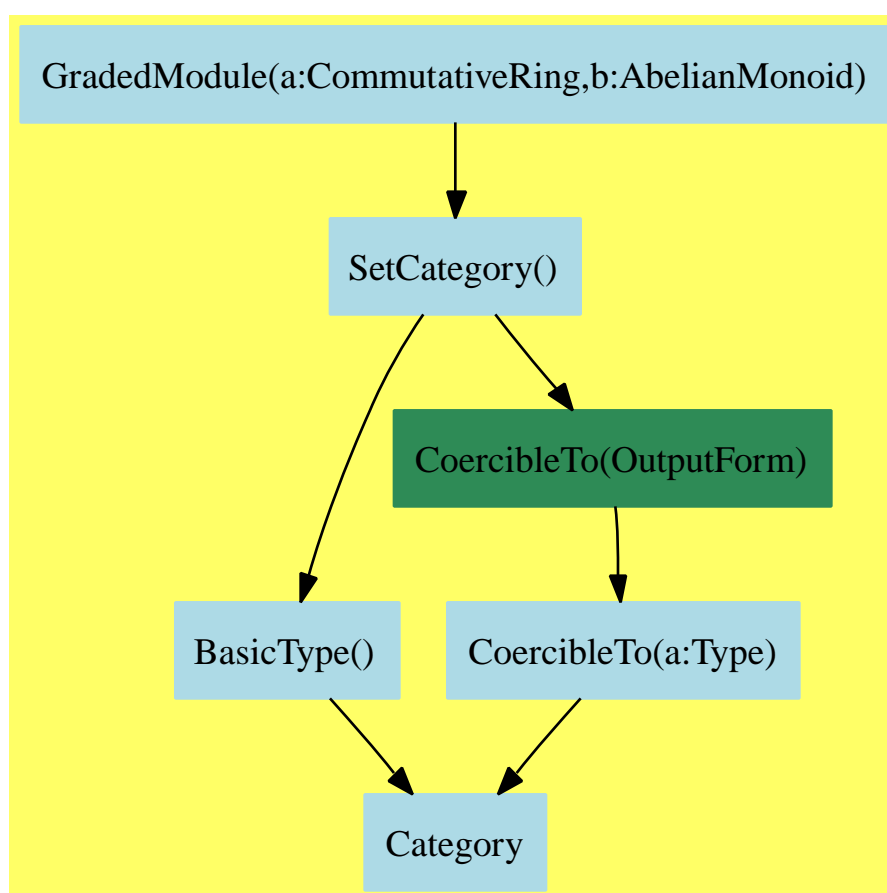 GradedModule(a:CommutativeRing,b:AbelianMonoid)
SetCategory()
CoercibleTo(OutputForm)
BasicType()
CoercibleTo(a:Type)
Category